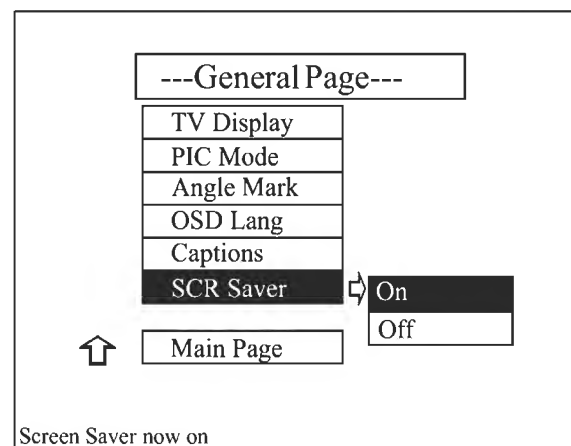 ---General Page---
TV Display
PIC Mode
Angle Mark
OSD Lang
Captions
SCR Saver
On
Off
Main Page
Screen Saver now on